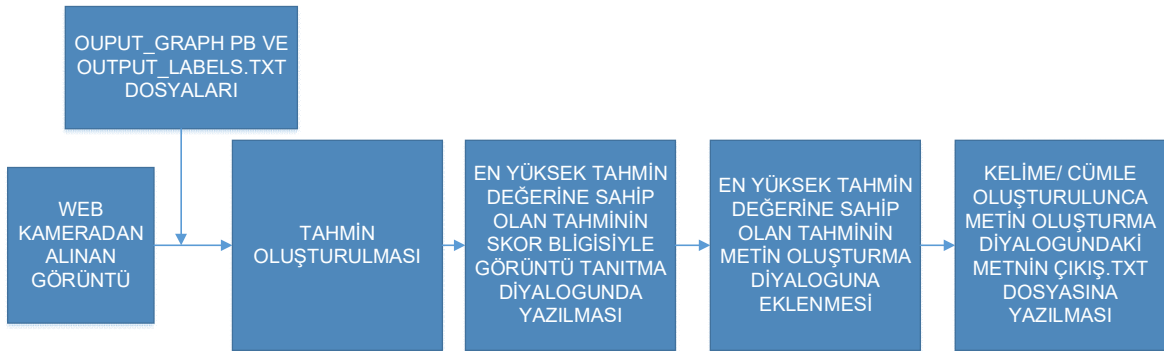 OUPUT_GRAPH PB VE
OUTPUT_LABELS.TXT
DOSYALARI
WEB
KAMERADAN
ALINAN
GÖRÜNTÜ
TAHMİN
OLUŞTURULMASI
EN YÜKSEK TAHMİN
DEĞERİNE SAHİP
OLAN TAHMİNİN
SKOR BLİGİSİYLE
GÖRÜNTÜ TANITMA
DİYALOGUNDA
YAZILMASI
EN YÜKSEK TAHMİN
DEĞERİNE SAHİP
OLAN TAHMİNİN
METİN OLUŞTURMA
DİYALOĞUNA
EKLENMESİ
KELİME/ CÜMLE
OLUŞTURULUNCA
METİN OLUŞTURMA
DİYALOGUNDAKİ
METNİN ÇIKIŞ.TXT
DOSYASINA
YAZILMASI